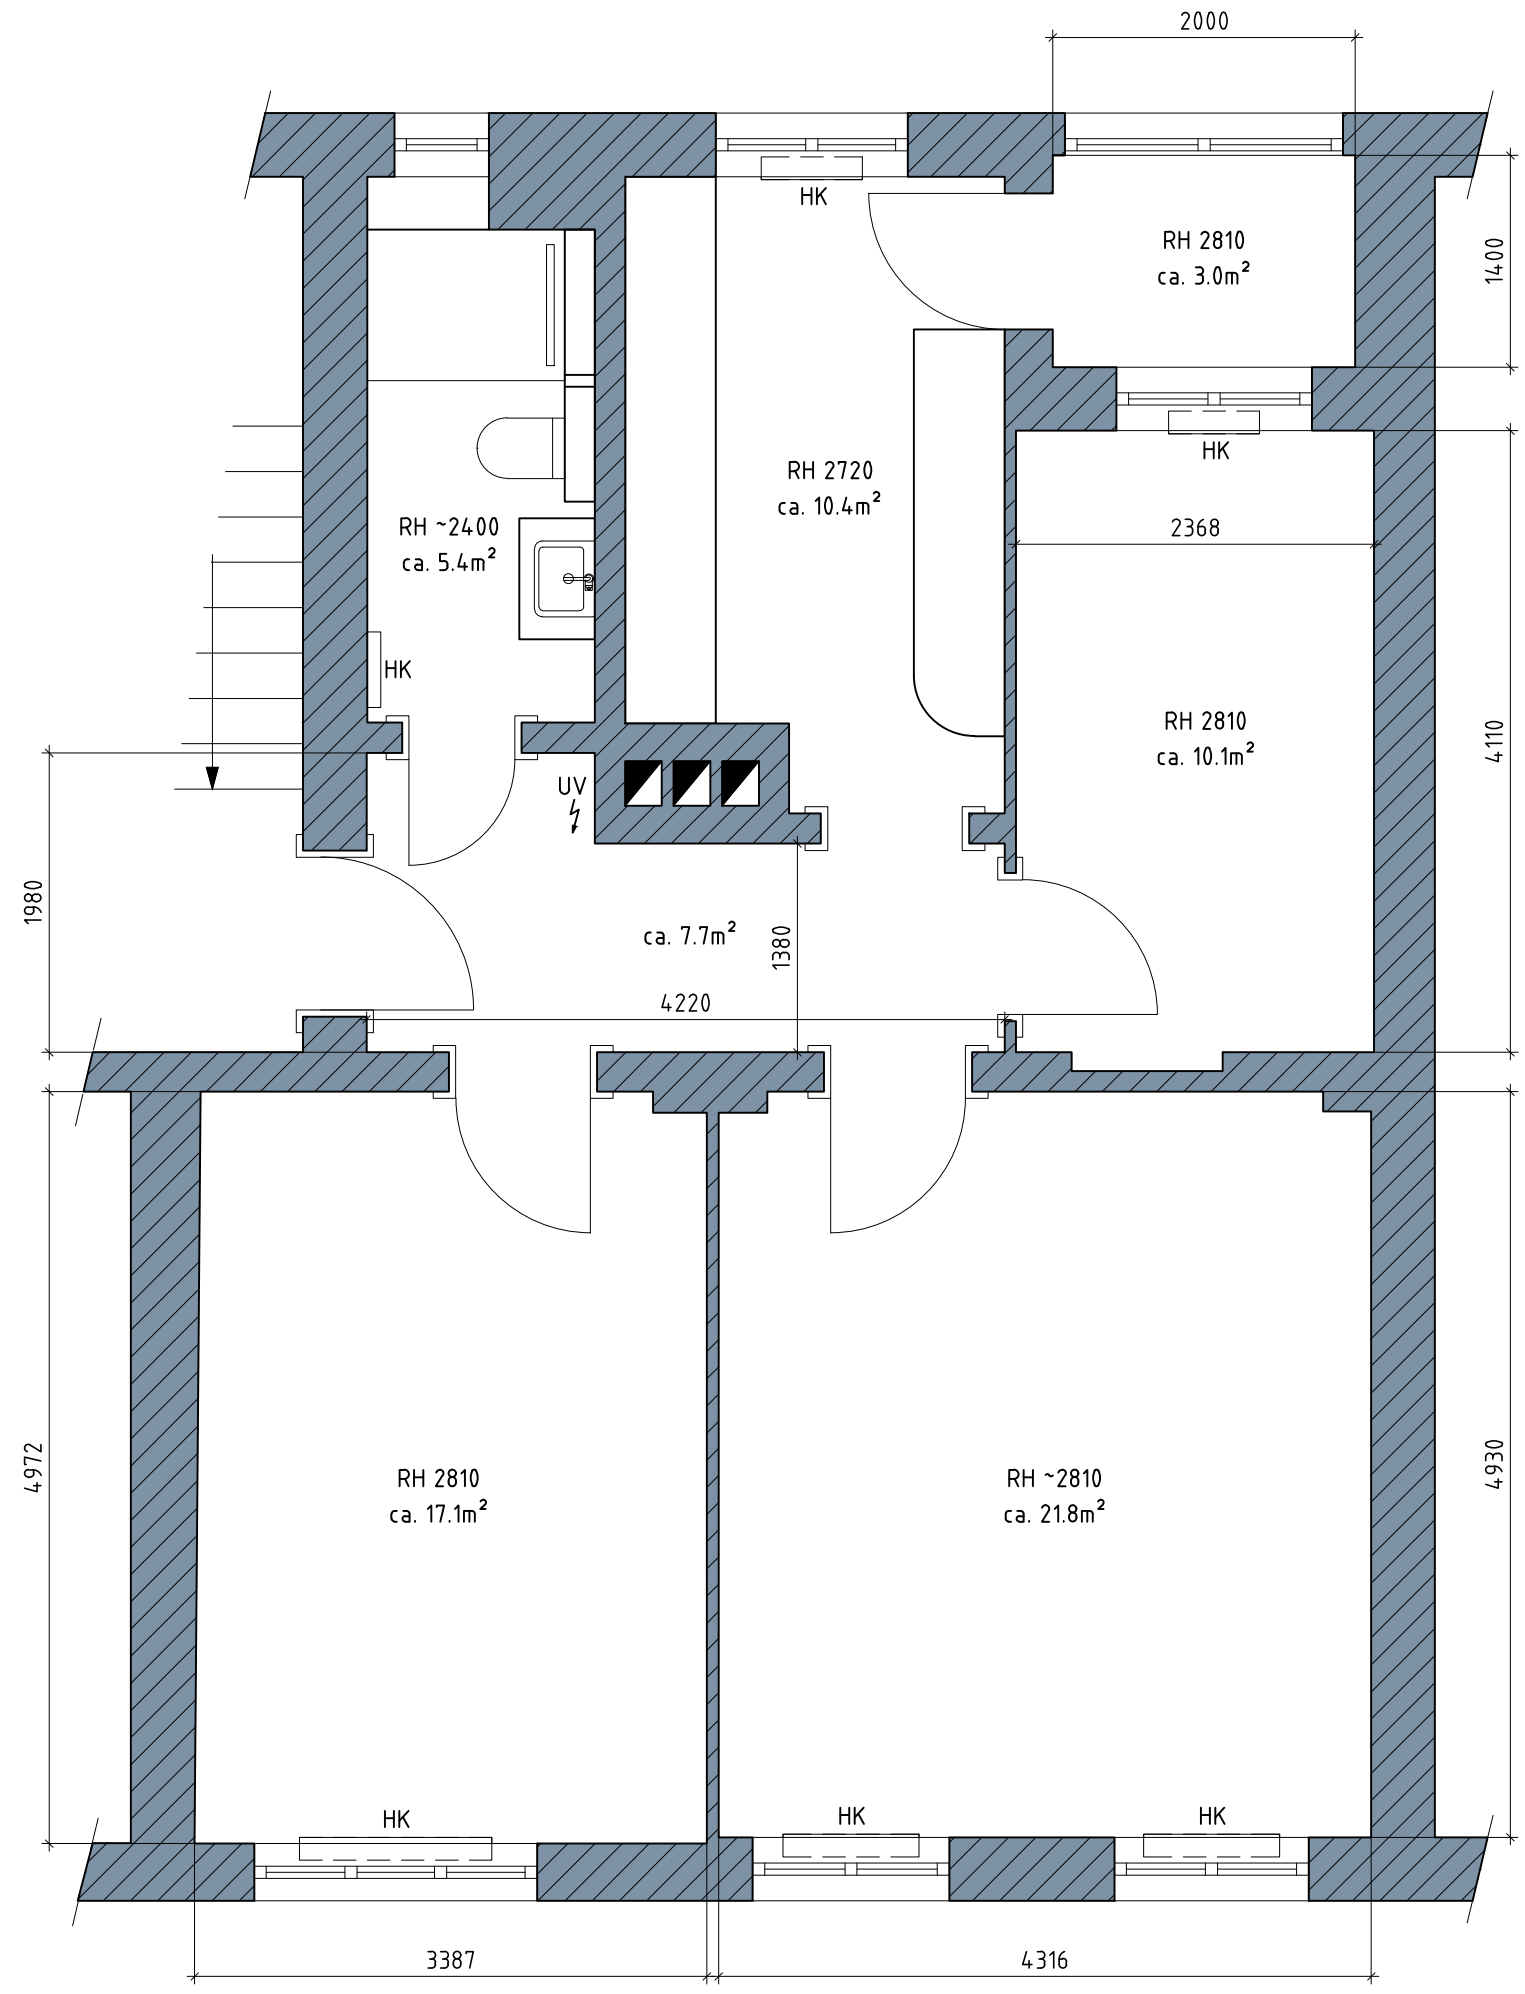 2000
HK
RH 2810
ca. 3.0m²
1400
HK
RH 2720
ca. 10.4m²
2368
RH ~2400
ca. 5.4m²
HK
RH 2810
ca. 10.1m²
4110
UV
1980
ca. 7.7m²
1380
4220
4972
RH 2810
ca. 17.1m²
RH ~2810
ca. 21.8m²
4930
HK
HK
HK
3387
4316